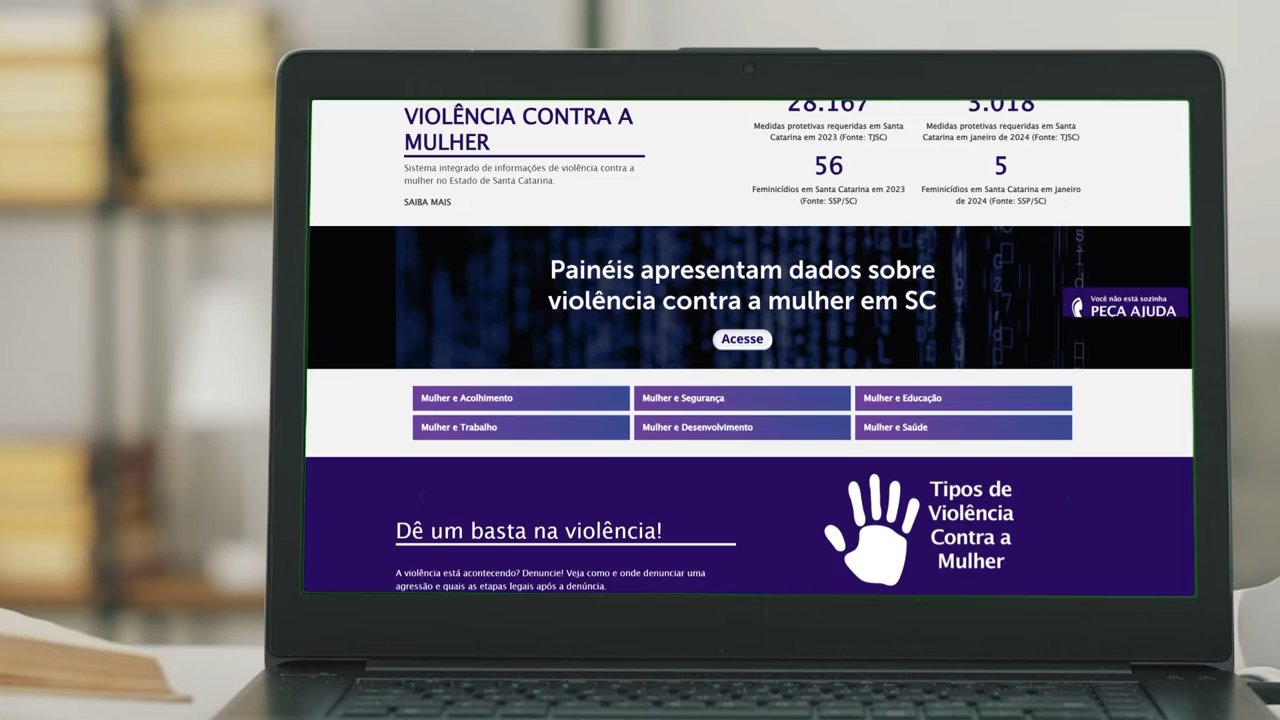 VIOLÊNCIA CONTRA A
MULHER
Sistema integrado de informações de violência contra a
mulher no Estado de Santa Catarina.
SAIBA MAIS
28.167
Medidas protetivas requeridas em Santa
Catarina em 2023 (Fonte: TJSC)
3.018
Medidas protetivas requeridas em Santa
Catarina em janeiro de 2024 (Fonte: TJSC)
56
Feminicídios em Santa Catarina em 2023
(Fonte: SSP/SC)
5
Feminicídios em Santa Catarina em janeiro
de 2024 (Fonte: SSP/SC)
Painéis apresentam dados sobre
violência contra a mulher em SC
Acesse
Você não está sozinha
PEÇA AJUDA
Mulher e Acolhimento
Mulher e Segurança
Mulher e Educação
Mulher e Trabalho
Mulher e Desenvolvimento
Mulher e Saúde
Dê um basta na violência!
A violência está acontecendo? Denuncie! Veja como e onde denunciar uma
agressão e quais as etapas legais após a denúncia.
Tipos de
Violência
Contra a
Mulher